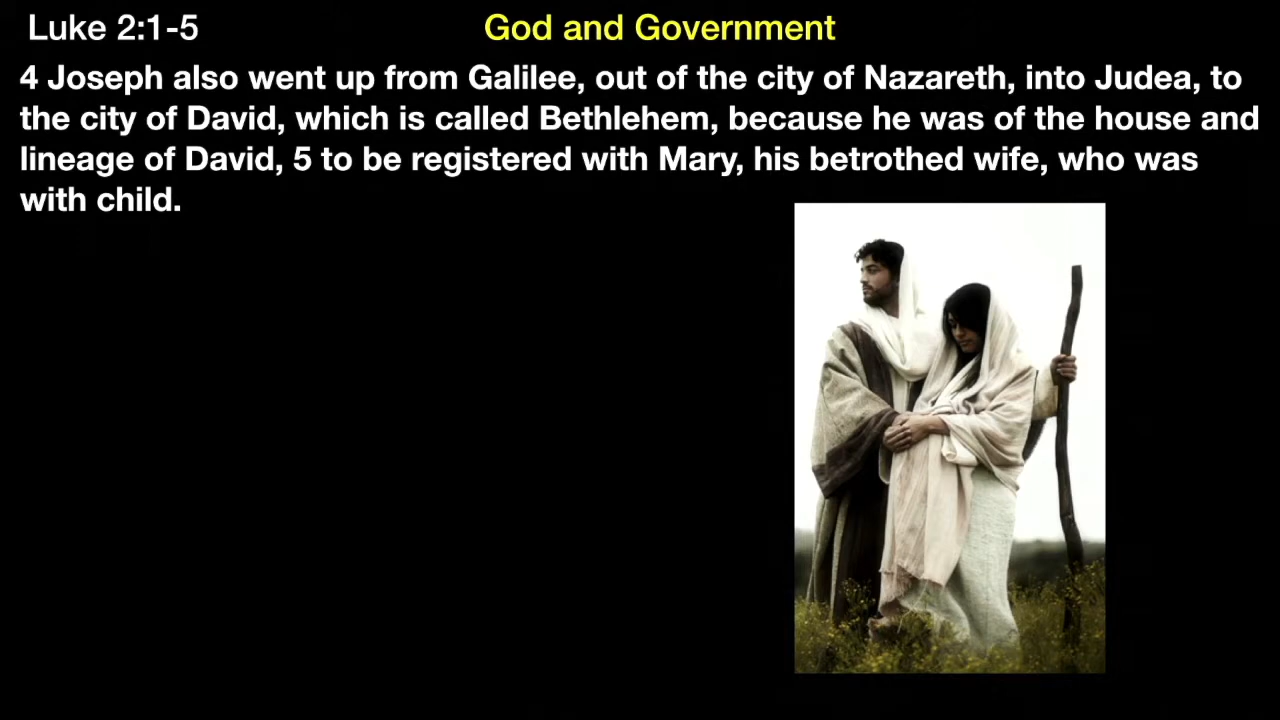 Luke 2:1-5
God and Government
4 Joseph also went up from Galilee, out of the city of Nazareth, into Judea, to
the city of David, which is called Bethlehem, because he was of the house and
lineage of David, 5 to be registered with Mary, his betrothed wife, who was
with child.